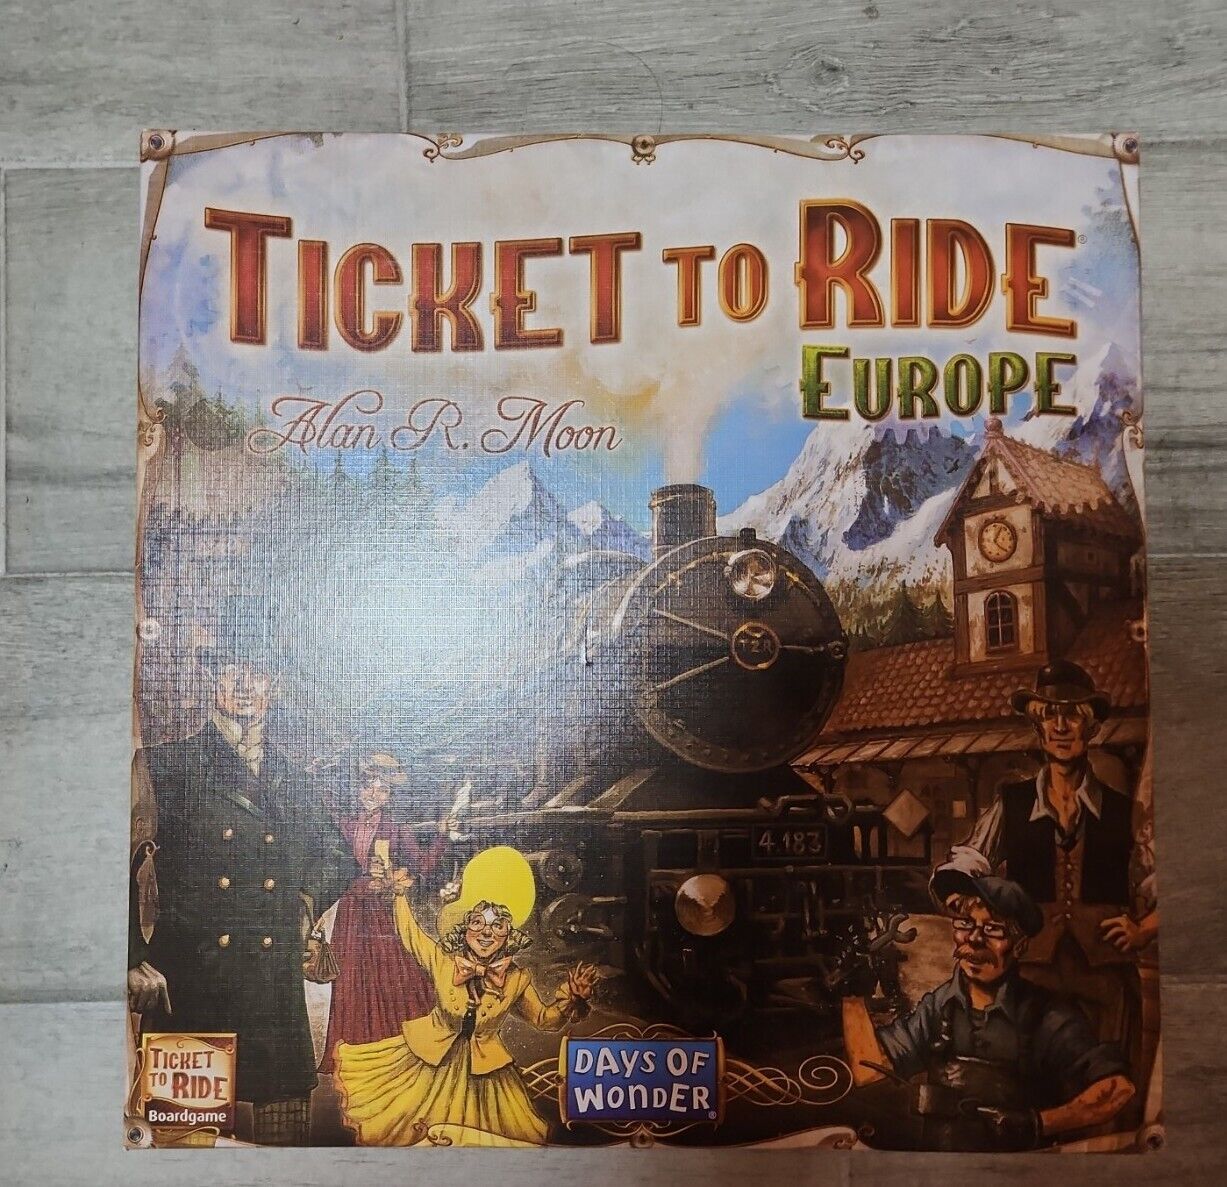 TICKET TO RIDE®
EUROPE
Alan R. Moon
TZR
4.183
TICKET
TO RIDE
Boardgame
DAYS OF
WONDER®